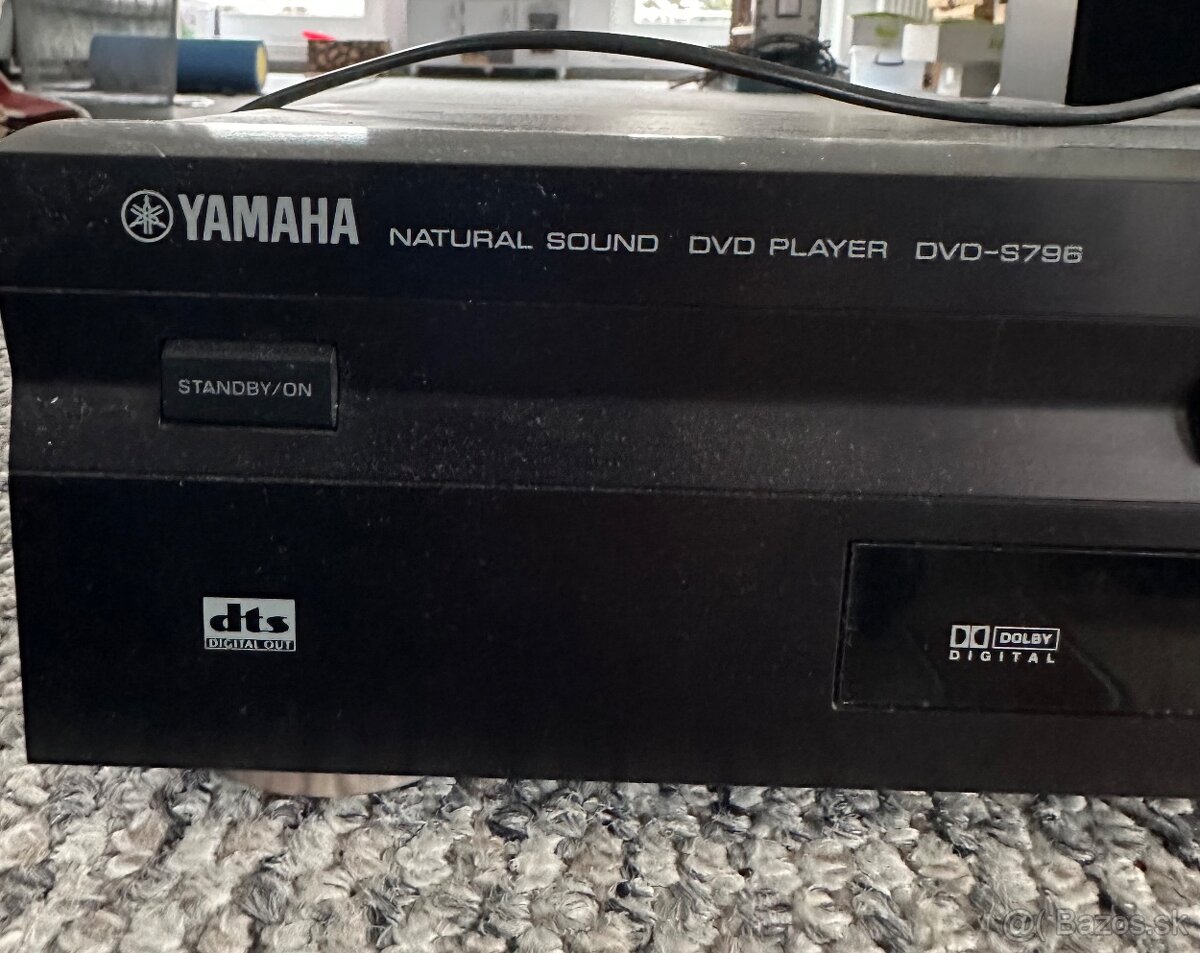 YAMAHA NATURAL SOUND DVD PLAYER DVD-S796
STANDBY/ON
dts
DIGITAL OUT
DOLBY
DIGITAL
@( Bazos.sk